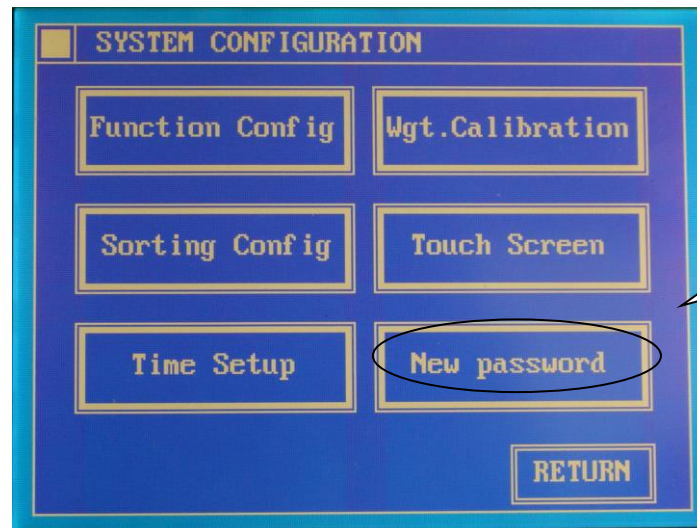 SYSTEM CONFIGURATION
Function Config
Wgt.Calibration
Sorting Config
Touch Screen
Time Setup
New password
RETURN